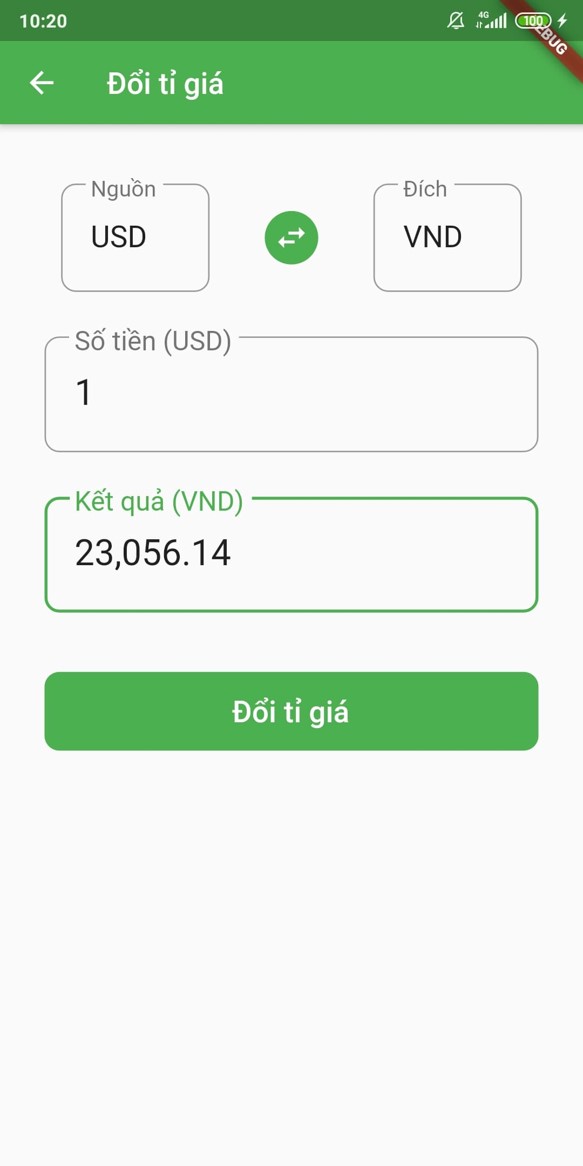 10:20
4G
100
Đổi tỉ giá
Nguồn
USD
Đích
VND
Số tiền (USD)
1
Kết quả (VND)
23,056.14
Đổi tỉ giá